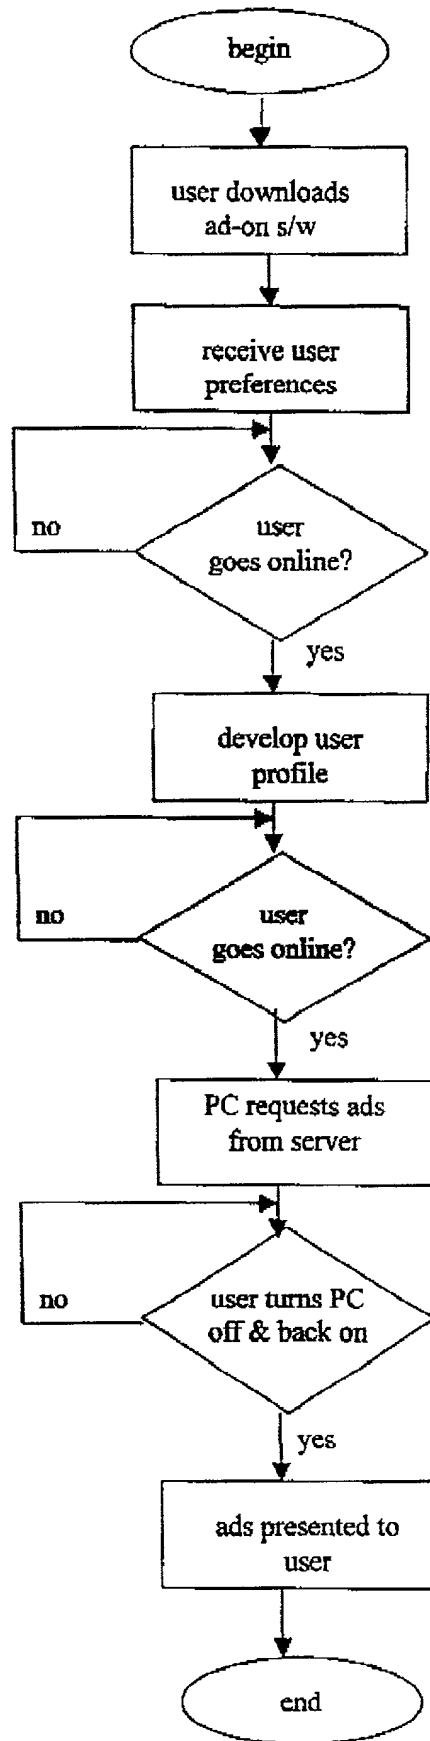 begin
user downloads
ad-on s/w
receive user
preferences
user
goes online?
no
yes
develop user
profile
user
goes online?
no
yes
PC requests ads
from server
user turns PC
off & back on
no
yes
ads presented to
user
end